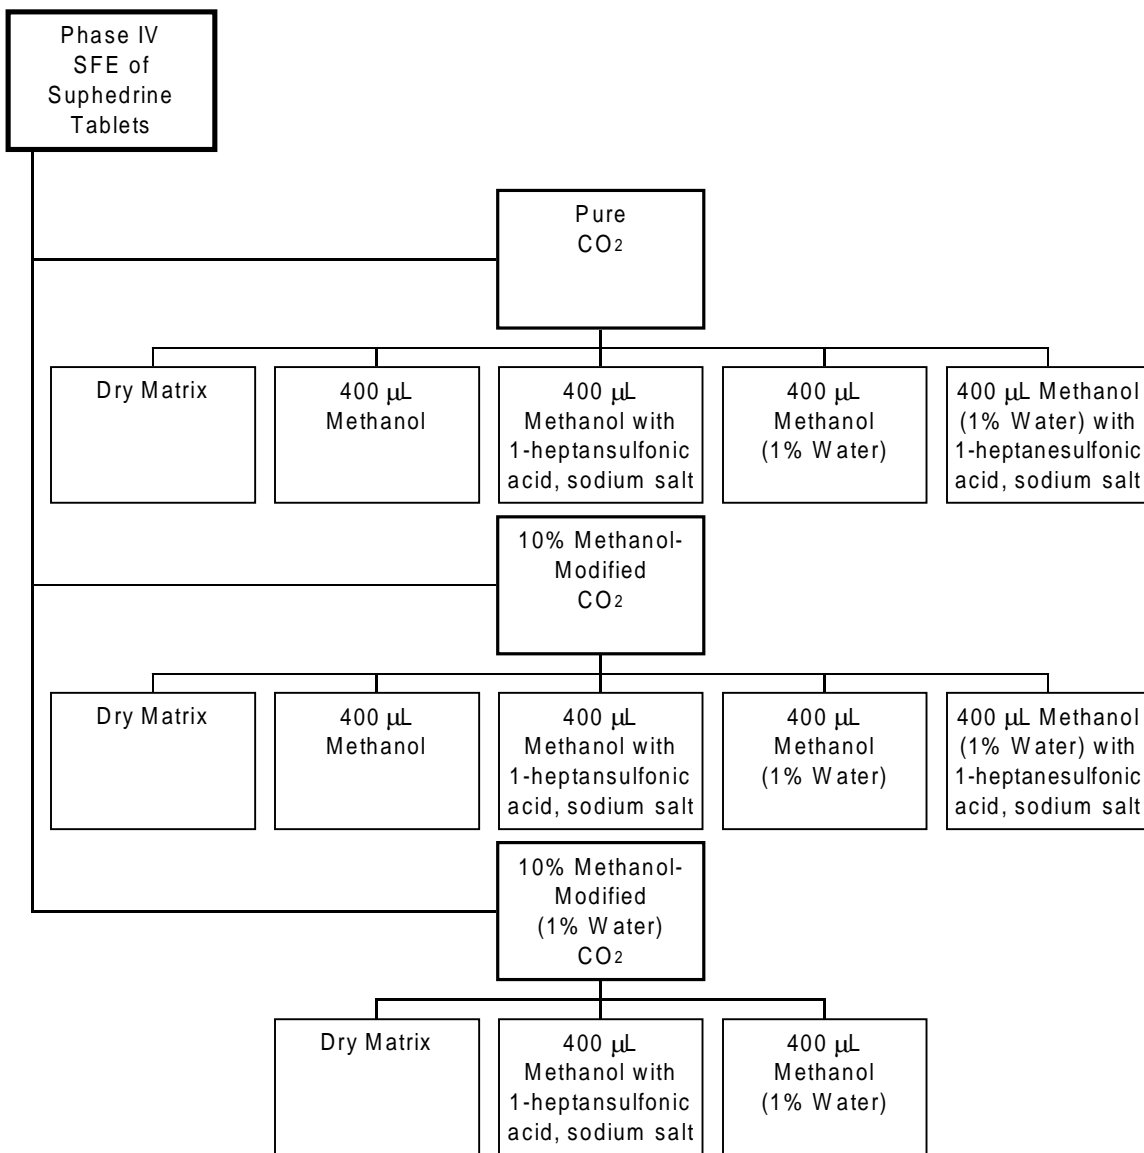 Phase IV
SFE of
Suphedrine
Tablets
Pure
CO2
Dry Matrix
400 μL
Methanol
400 μL
Methanol with
1-heptansulfonic
acid, sodium salt
400 μL
Methanol
(1% Water)
400 μL Methanol
(1% Water) with
1-heptanesulfonic
acid, sodium salt
10% Methanol-
Modified
CO2
Dry Matrix
400 μL
Methanol
400 μL
Methanol with
1-heptansulfonic
acid, sodium salt
400 μL
Methanol
(1% Water)
400 μL Methanol
(1% Water) with
1-heptanesulfonic
acid, sodium salt
10% Methanol-
Modified
(1% Water)
CO2
Dry Matrix
400 μL
Methanol with
1-heptansulfonic
acid, sodium salt
400 μL
Methanol
(1% Water)